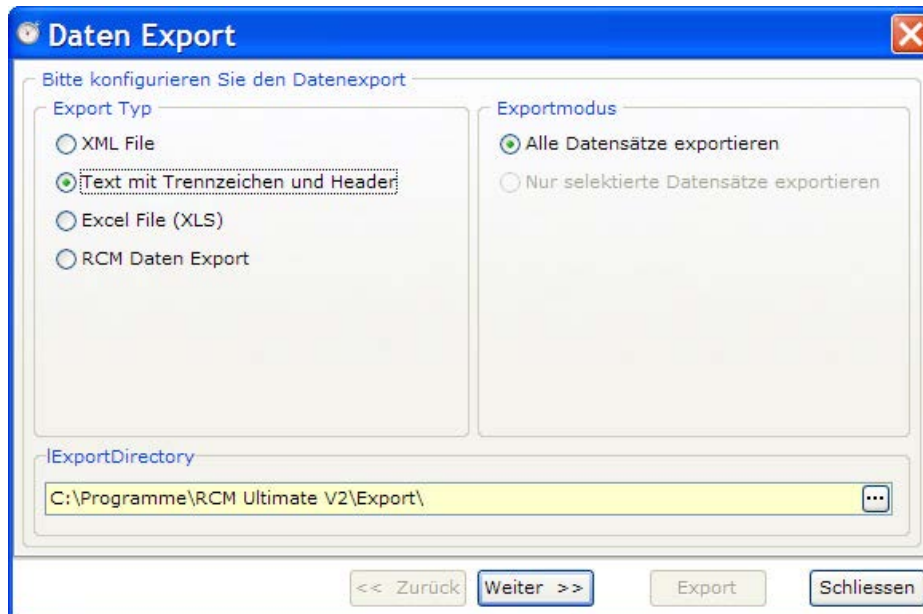 Daten Export
Bitte konfigurieren Sie den Datenexport
Export Typ
XML File
Text mit Trennzeichen und Header
Excel File (XLS)
RCM Daten Export
Exportmodus
Alle Datensätze exportieren
Nur selektierte Datensätze exportieren
lExportDirectory
C:\Programme\RCM Ultimate V2\Export\
...
<< Zurück
Weiter >>
Export
Schliessen